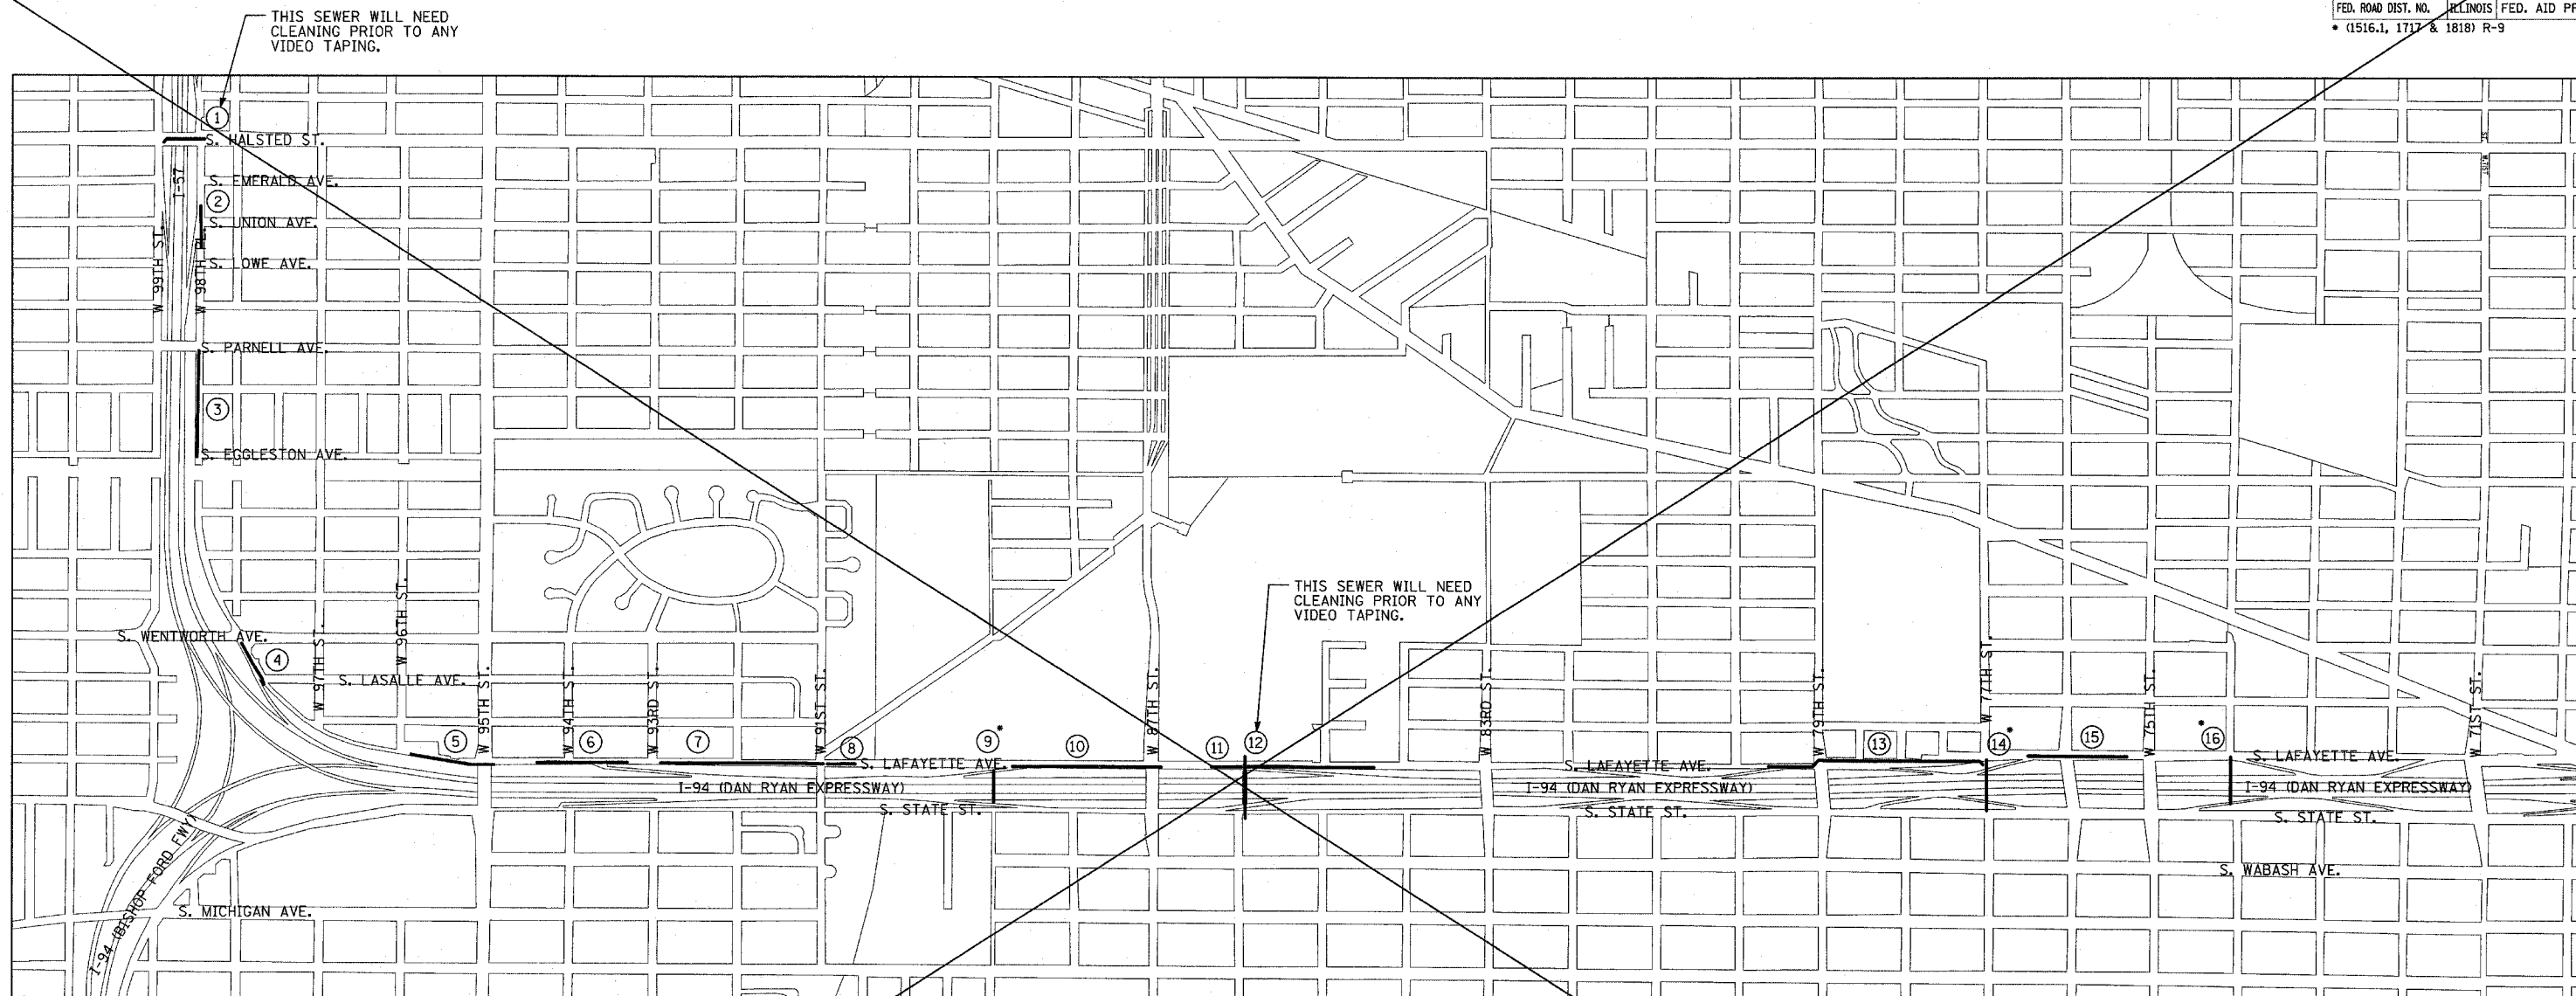 THIS SEWER WILL NEED
CLEANING PRIOR TO ANY
VIDEO TAPING.
FED. ROAD DIST. NO. ILLINOIS FED. AID
* (1516.1, 1717 & 1818) R-9
1
S. HALSTED ST.
I-57
S. EMERALD AVE.
2
S. UNION AVE.
W 99TH ST.
W 98TH PL.
S. LOWE AVE.
S. PARNELL AVE.
3
S. EGGLESTON AVE.
THIS SEWER WILL NEED
CLEANING PRIOR TO ANY
VIDEO TAPING.
S. WENTWORTH AVE.
4
W 97TH ST.
W 96TH ST.
S. LASALLE AVE.
W 95TH ST.
W 94TH ST.
W 93RD ST.
W 91ST ST.
W 87TH ST.
W 83RD ST.
W 79TH ST.
W 77TH ST.
W 75TH ST.
W 71ST ST.
5
6
7
8
9*
10
11
12
13
14*
15
* 16
S. LAFAYETTE AVE.
S. LAFAYETTE AVE.
S. LAFAYETTE AVE.
I-94 (DAN RYAN EXPRESSWAY)
I-94 (DAN RYAN EXPRESSWAY)
I-94 (DAN RYAN EXPRESSWAY)
S. STATE ST.
S. STATE ST.
S. STATE ST.
I-94 (BISHOP FORD FWY)
S. WABASH AVE.
S. MICHIGAN AVE.